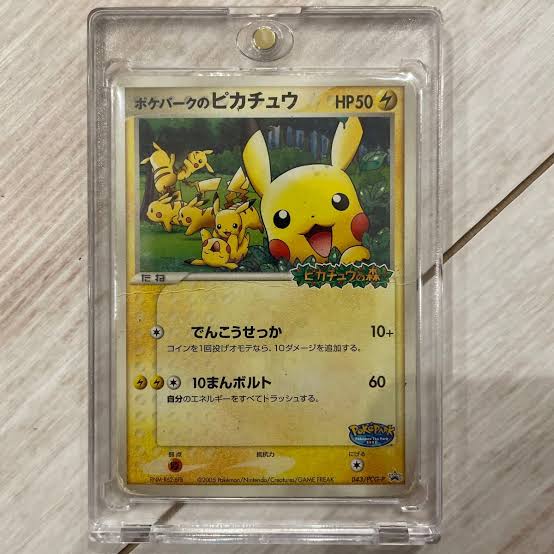 ポケパークのピカチュウ HP50
たね
ピカチュウの森
でんこうせっか 10+
コインを1回投げオモテなら、10ダメージを追加する。
10まんボルト 60
自分のエネルギーをすべてトラッシュする。
POKÉPARK
弱点 抵抗力 にげる
©2005 Pokémon/Nintendo/Creatures/GAME FREAK
043/PCG-P